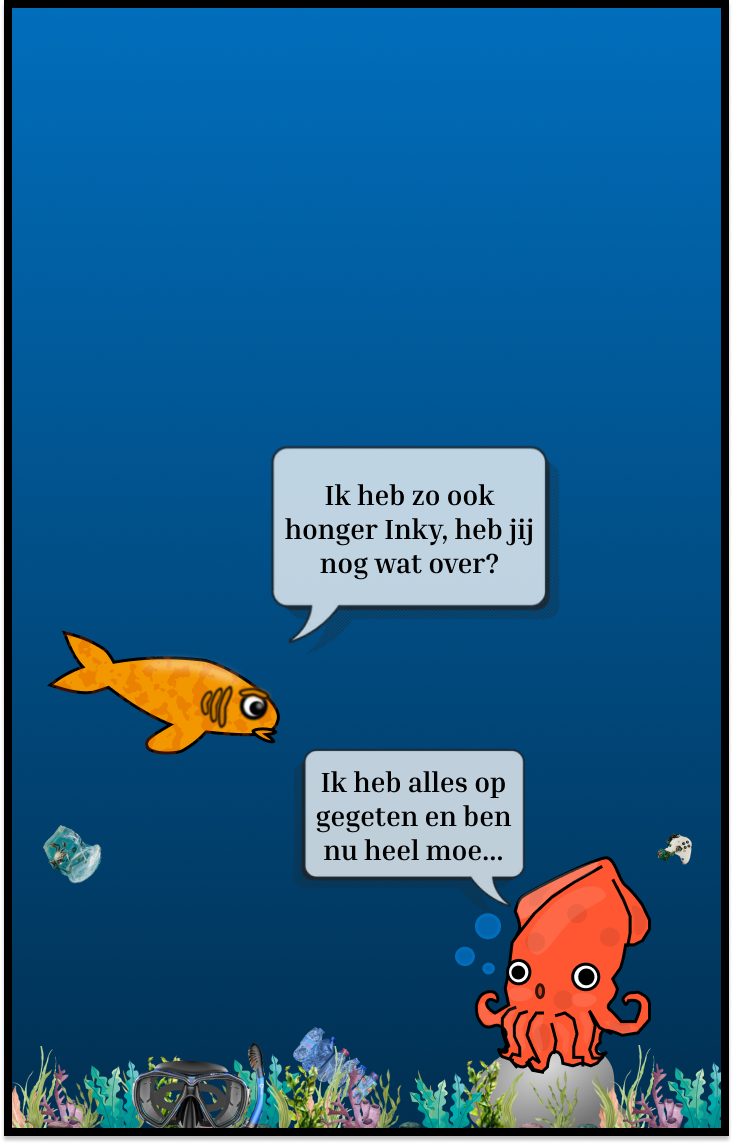 Ik heb zo ook
honger Inky, heb jij
nog wat over?
Ik heb alles op
gegeten en ben
nu heel moe...